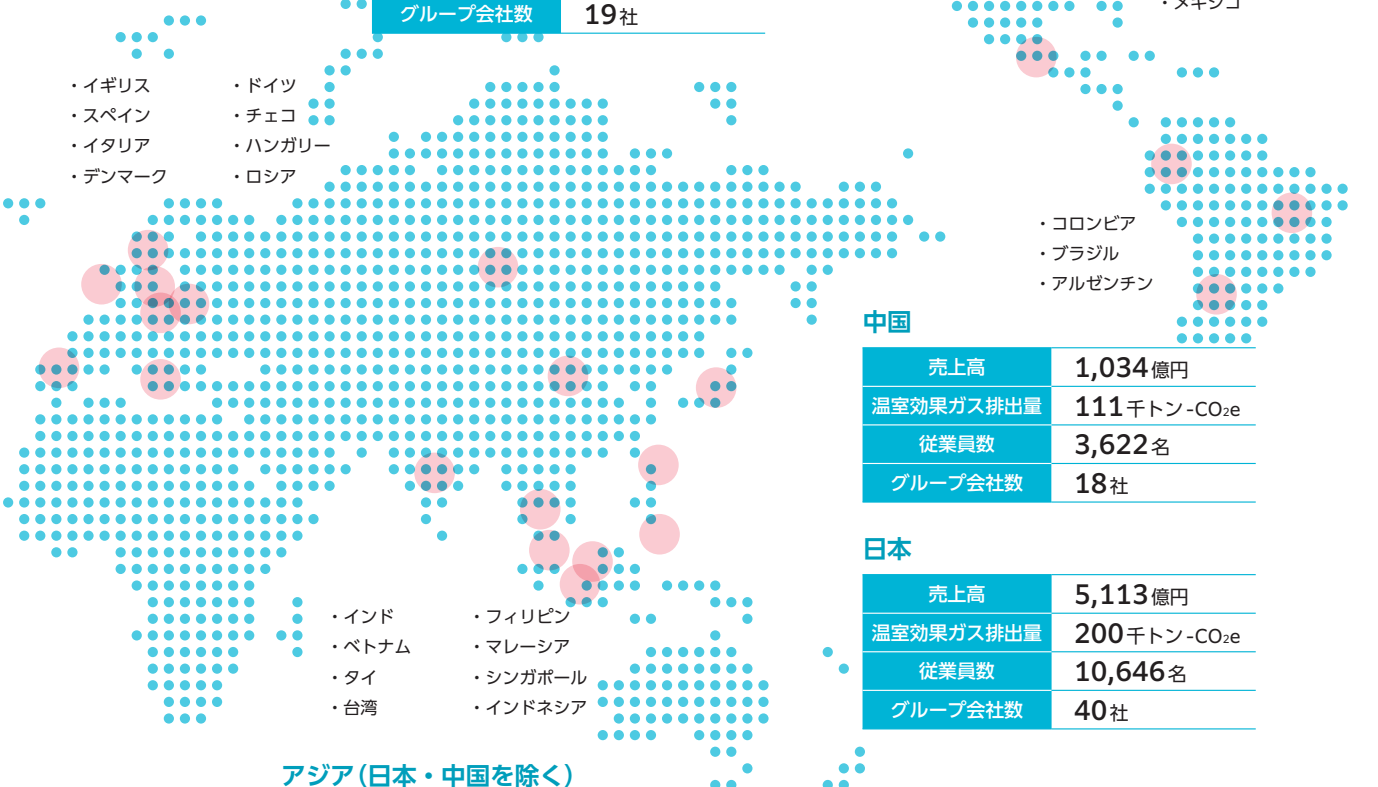 グループ会社数 19社
・メキシコ
・イギリス
・スペイン
・イタリア
・デンマーク
・ドイツ
・チェコ
・ハンガリー
・ロシア
・コロンビア
・ブラジル
・アルゼンチン
中国
売上高 1,034億円
温室効果ガス排出量 111千トン-CO₂e
従業員数 3,622名
グループ会社数 18社
日本
売上高 5,113億円
温室効果ガス排出量 200千トン-CO₂e
従業員数 10,646名
グループ会社数 40社
・インド
・ベトナム
・タイ
・台湾
・フィリピン
・マレーシア
・シンガポール
・インドネシア
アジア(日本・中国を除く)